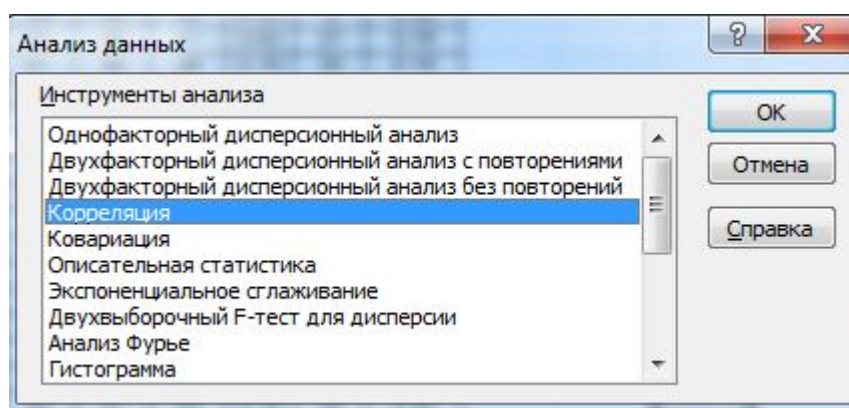 Анализ данных
Инструменты анализа
Однофакторный дисперсионный анализ
Двухфакторный дисперсионный анализ с повторениями
Двухфакторный дисперсионный анализ без повторений
Корреляция
Ковариация
Описательная статистика
Экспоненциальное сглаживание
Двухвыборочный F-тест для дисперсии
Анализ Фурье
Гистограмма
ОК
Отмена
Справка